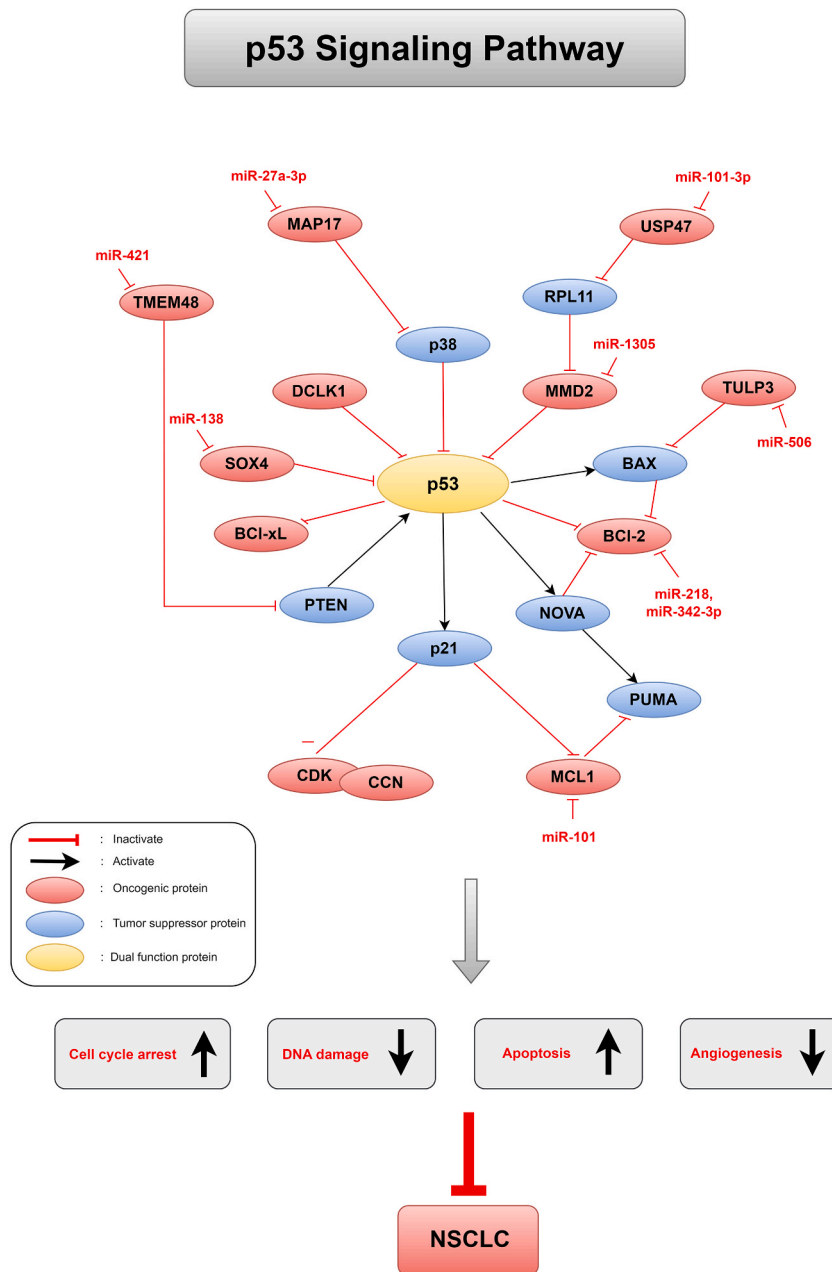 p53 Signaling Pathway
miR-27a-3p
miR-101-3p
MAP17
USP47
miR-421
TMEM48
RPL11
p38
miR-1305
DCLK1
MMD2
TULP3
miR-138
miR-506
SOX4
BAX
p53
BCI-xL
BCI-2
PTEN
NOVA
miR-218,
miR-342-3p
p21
PUMA
CDK
CCN
MCL1
miR-101
: Inactivate
: Activate
: Oncogenic protein
: Tumor suppressor protein
: Dual function protein
Cell cycle arrest
DNA damage
Apoptosis
Angiogenesis
NSCLC